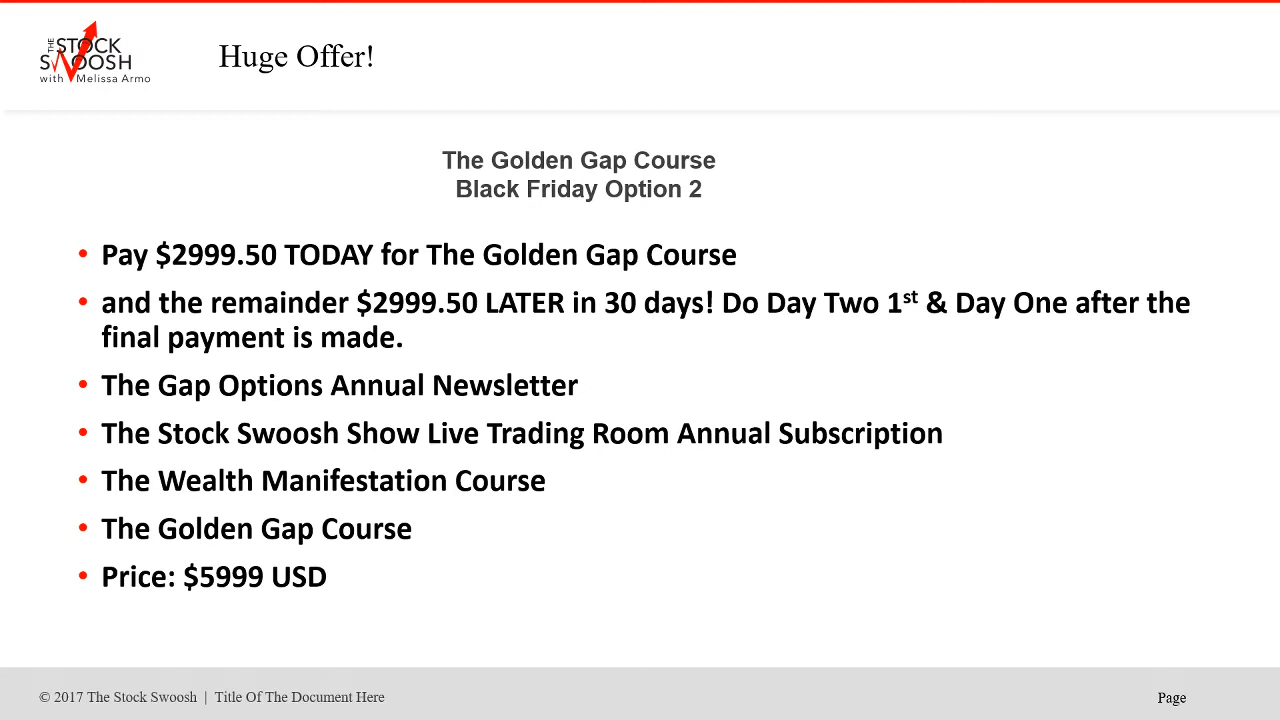 THE STOCK
SWOOSH
with Melissa Armo
Huge Offer!
The Golden Gap Course
Black Friday Option 2
• Pay $2999.50 TODAY for The Golden Gap Course
• and the remainder $2999.50 LATER in 30 days! Do Day Two 1st & Day One after the
final payment is made.
• The Gap Options Annual Newsletter
• The Stock Swoosh Show Live Trading Room Annual Subscription
• The Wealth Manifestation Course
• The Golden Gap Course
• Price: $5999 USD
© 2017 The Stock Swoosh | Title Of The Document Here
Page